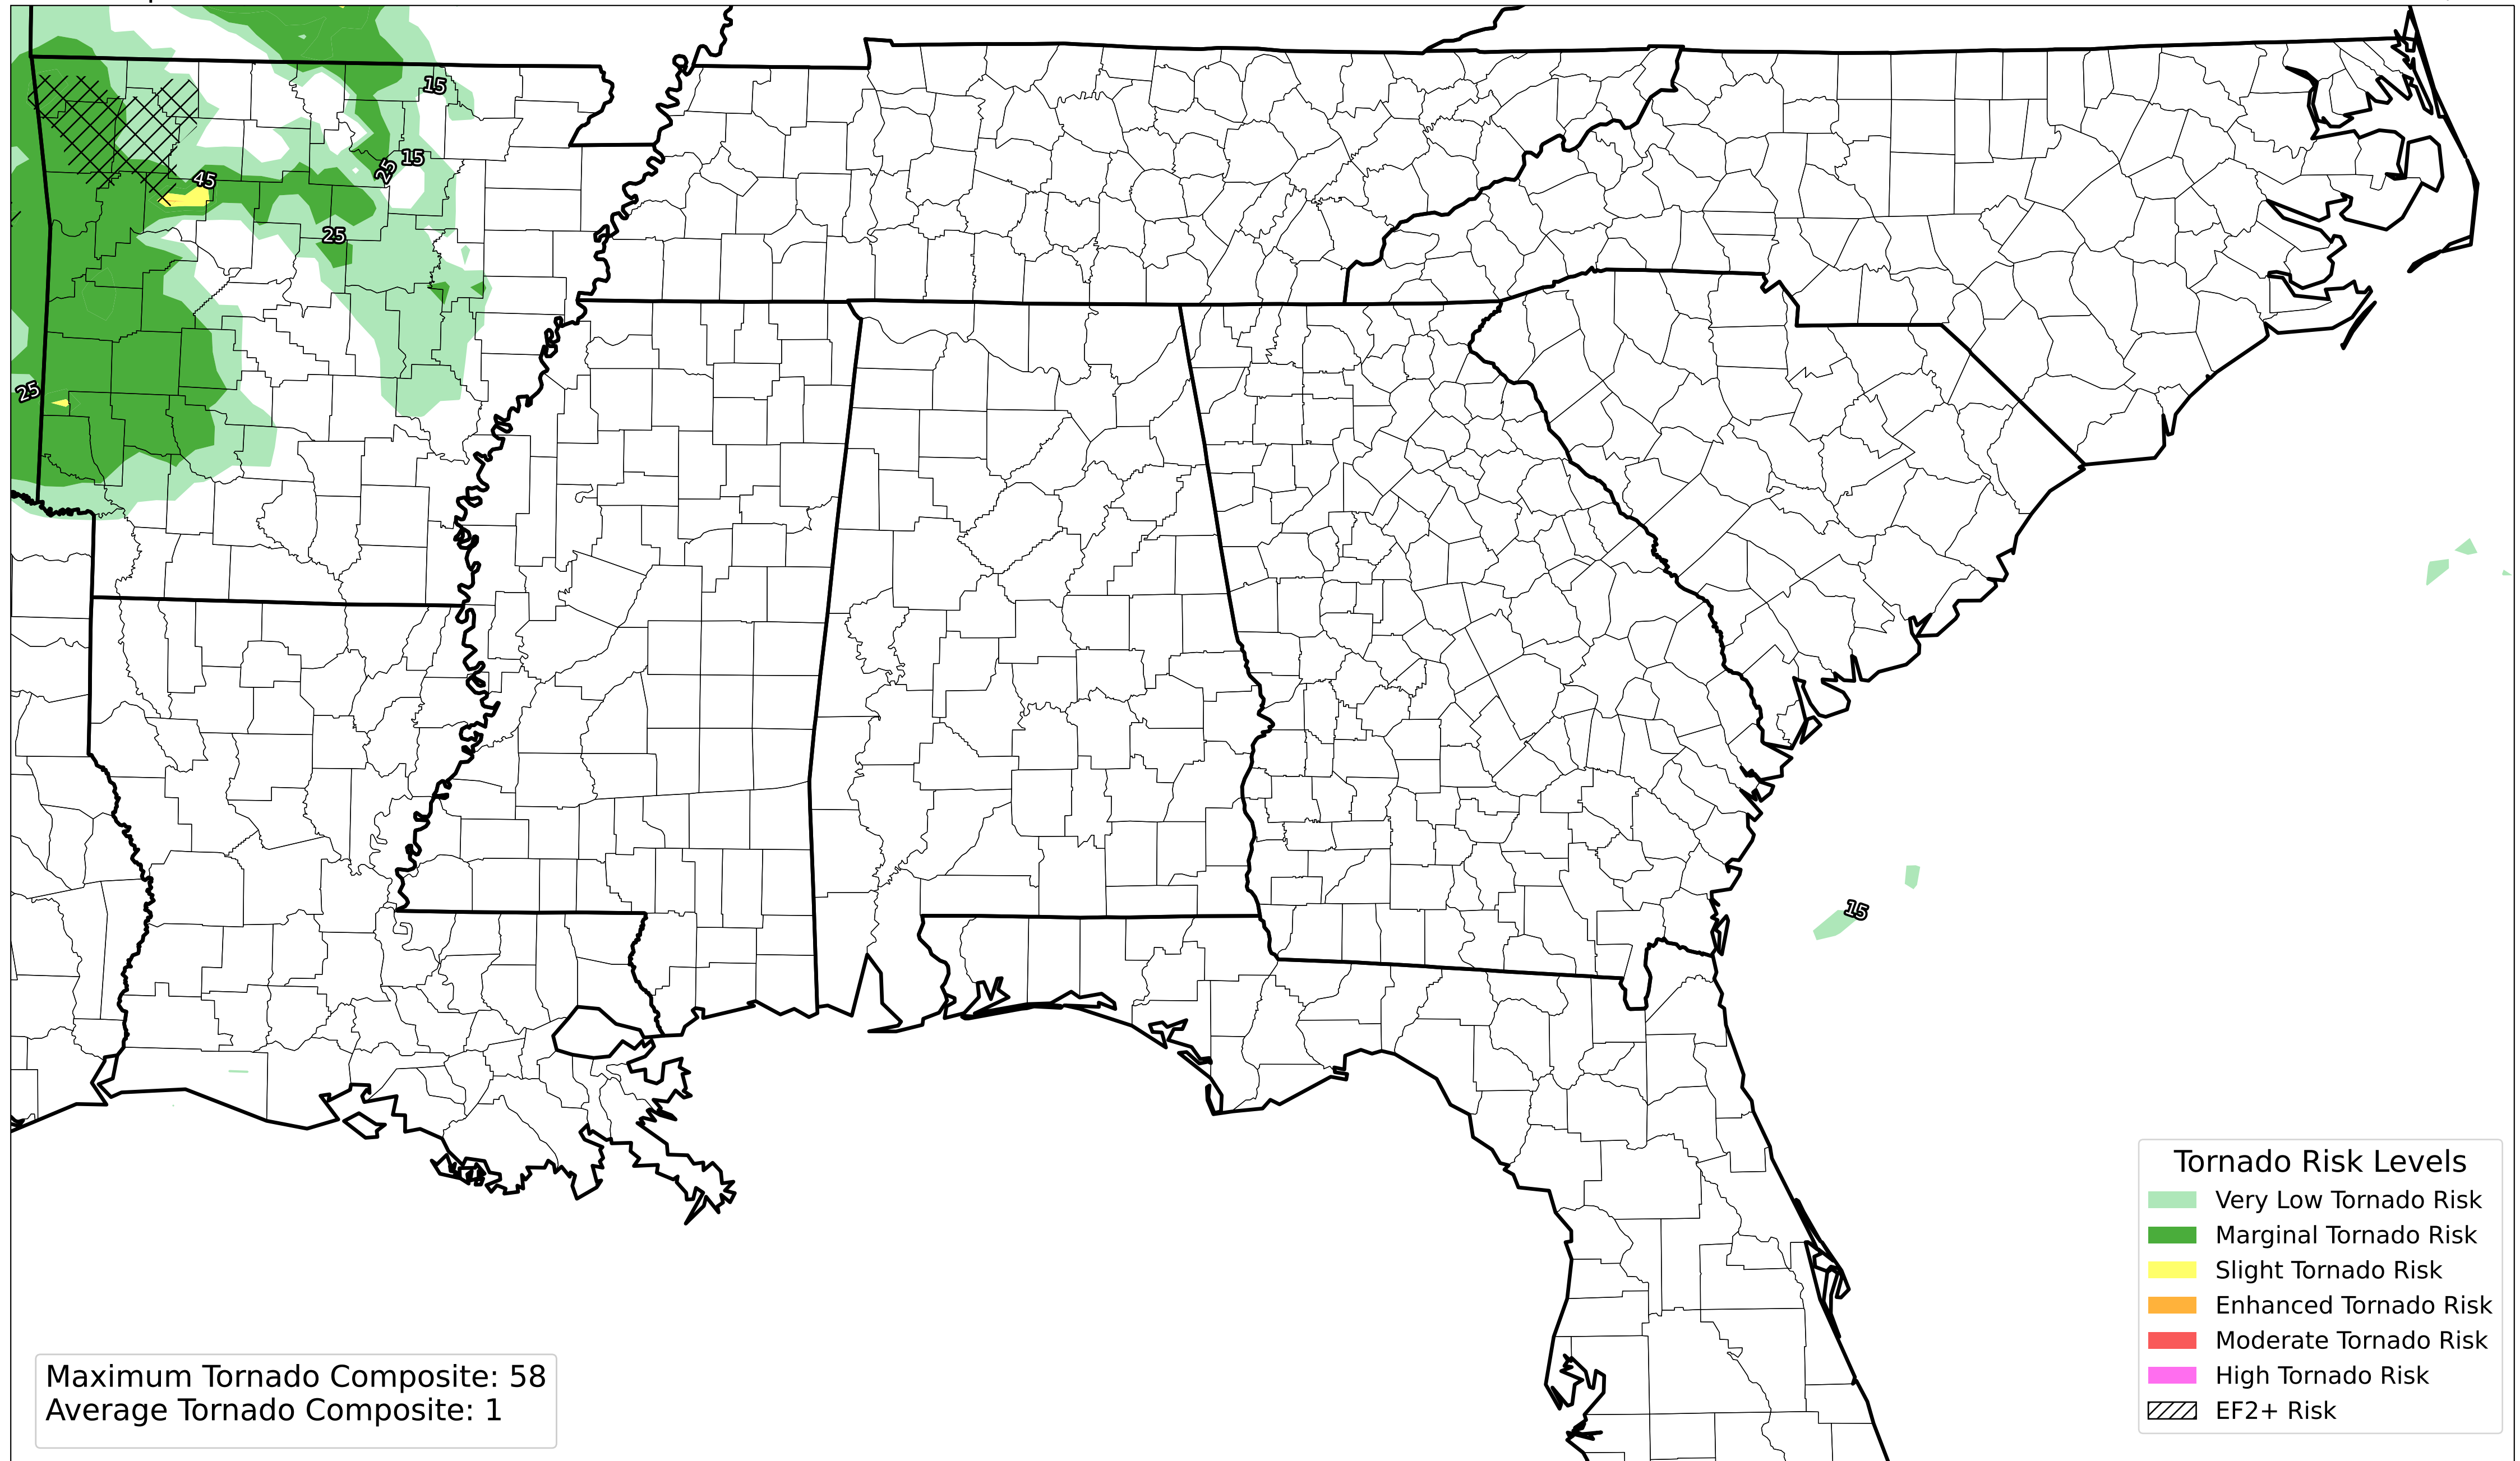 15
15
25
45
25
25
15
Tornado Risk Levels
Very Low Tornado Risk
Marginal Tornado Risk
Slight Tornado Risk
Enhanced Tornado Risk
Moderate Tornado Risk
High Tornado Risk
EF2+ Risk
Maximum Tornado Composite: 58
Average Tornado Composite: 1